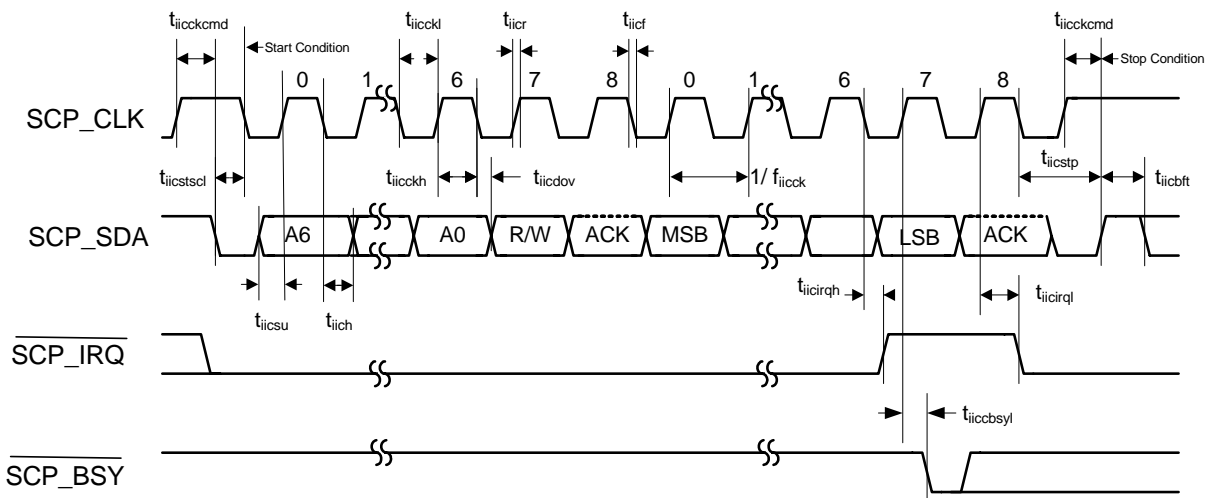 t_iicckcmd t_iicckl t_iicr t_iicf t_iicckcmd
Start Condition
Stop Condition
0 1 6 7 8 0 1 6 7 8
SCP_CLK
t_iicstscl t_iicckh t_iicdov 1/ f_iicck t_iicstp t_iicbft
SCP_SDA
A6 A0 R/W ACK MSB LSB ACK
t_iicsu t_iich t_iicirqh t_iicirql
SCP_IRQ
t_iiccbsyl
SCP_BSY